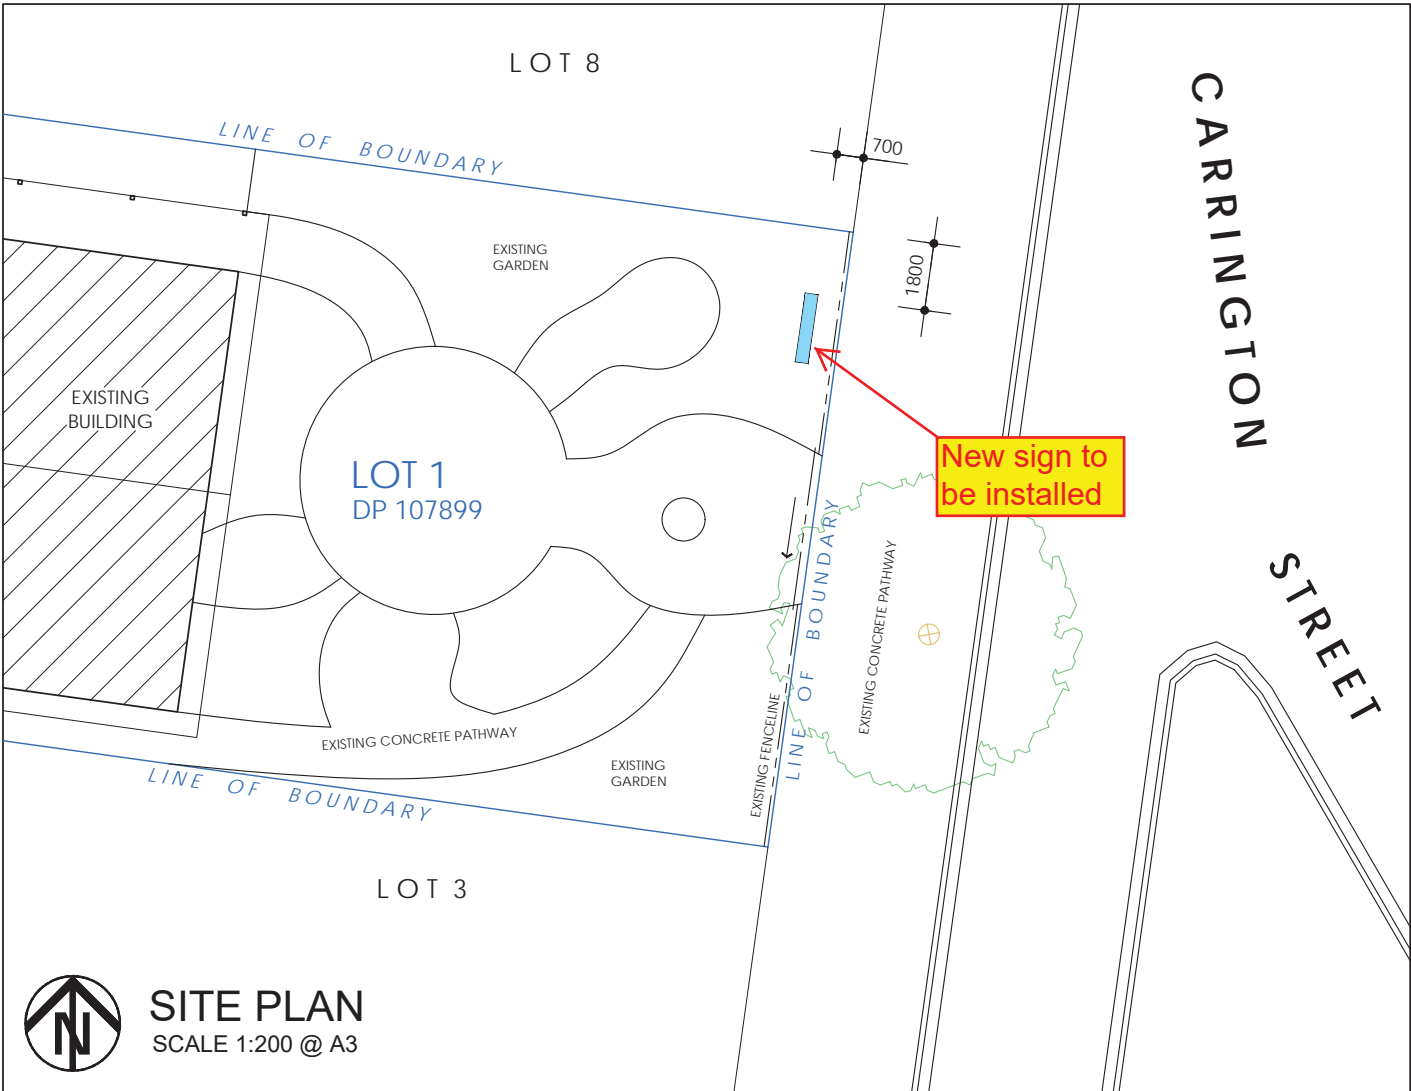 LOT 8
LINE OF BOUNDARY
700
CARRINGTON
STREET
EXISTING
GARDEN
1800
EXISTING
BUILDING
New sign to
be installed
LOT 1
DP 107899
LINE OF BOUNDARY
EXISTING CONCRETE PATHWAY
EXISTING FENCELINE
EXISTING CONCRETE PATHWAY
EXISTING
GARDEN
LINE OF BOUNDARY
LOT 3
N
SITE PLAN
SCALE 1:200 @ A3